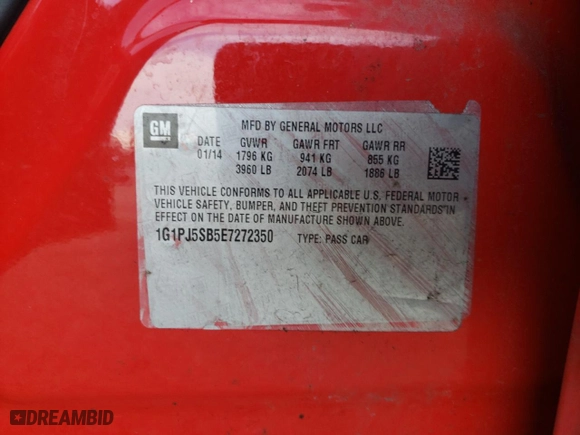 GM
MFD BY GENERAL MOTORS LLC
DATE GVWR GAWR FRT GAWR RR
01/14 1796 KG 941 KG 855 KG
3960 LB 2074 LB 1886 LB
THIS VEHICLE CONFORMS TO ALL APPLICABLE U.S. FEDERAL MOTOR
VEHICLE SAFETY, BUMPER, AND THEFT PREVENTION STANDARDS IN
EFFECT ON THE DATE OF MANUFACTURE SHOWN ABOVE.
1G1PJ5SB5E7272350 TYPE: PASS CAR
DREAMBID